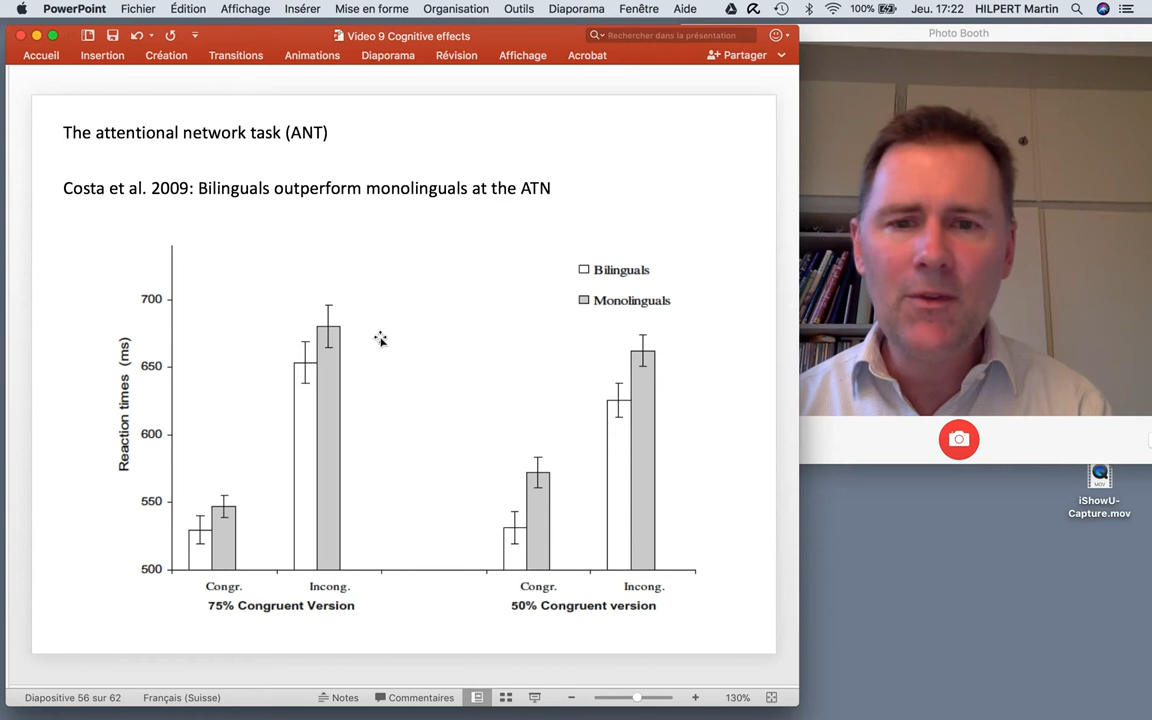 PowerPoint Fichier Édition Affichage Insérer Mise en forme Organisation Outils Diaporama Fenêtre Aide 100% Jeu. 17:22 HILPERT Martin
Video 9 Cognitive effects
Rechercher dans la présentation
Accueil Insertion Création Transitions Animations Diaporama Révision Affichage Acrobat Partager
Photo Booth
The attentional network task (ANT)
Costa et al. 2009: Bilinguals outperform monolinguals at the ATN
Bilinguals
Monolinguals
Reaction times (ms)
700
650
600
550
500
Congr. Incong. Congr. Incong.
75% Congruent Version 50% Congruent version
MOV
iShowU-
Capture.mov
Diapositive 56 sur 62 Français (Suisse) Notes Commentaires 130%